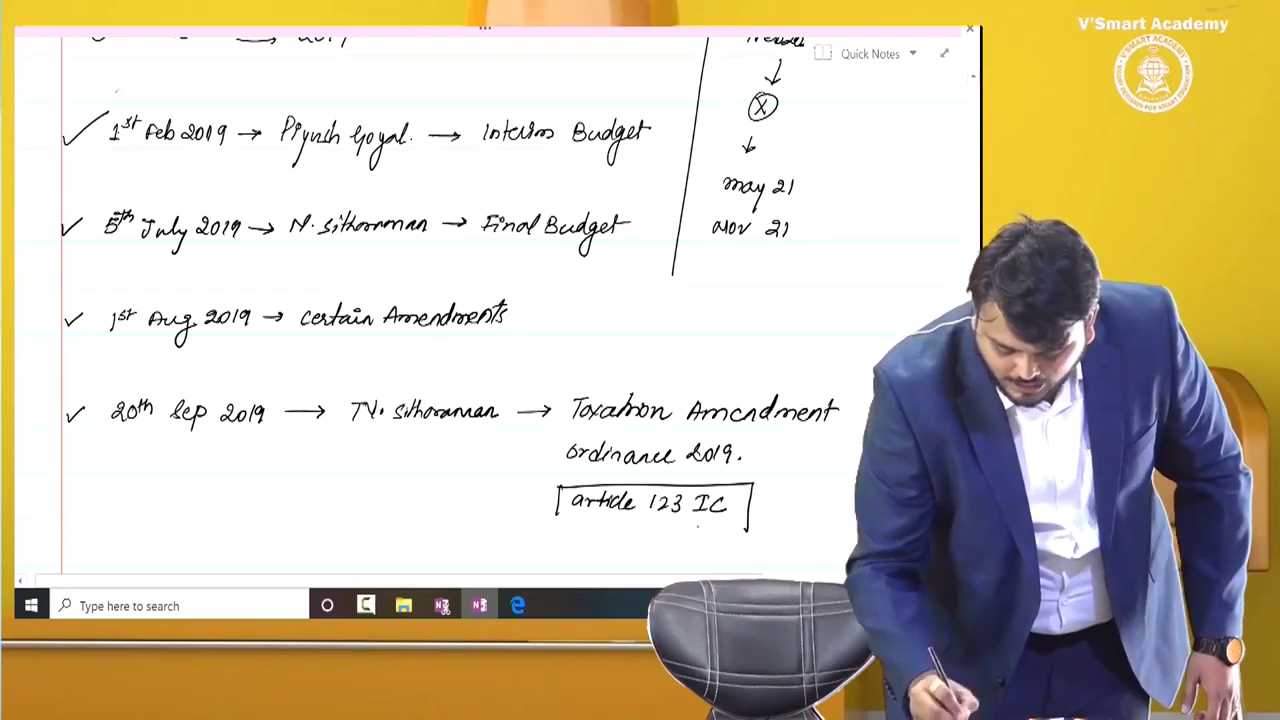 V'Smart Academy
Quick Notes
1st Feb 2019 → Piyush Goyal. → Interim Budget
5th July 2019 → N. Sitharaman → Final Budget
1st Aug 2019 → certain Amendments
20th Sep 2019 → N. Sitharaman → Taxation Amendment
ordinance 2019.
article 123 IC
X
may 21
Nov 21
Type here to search